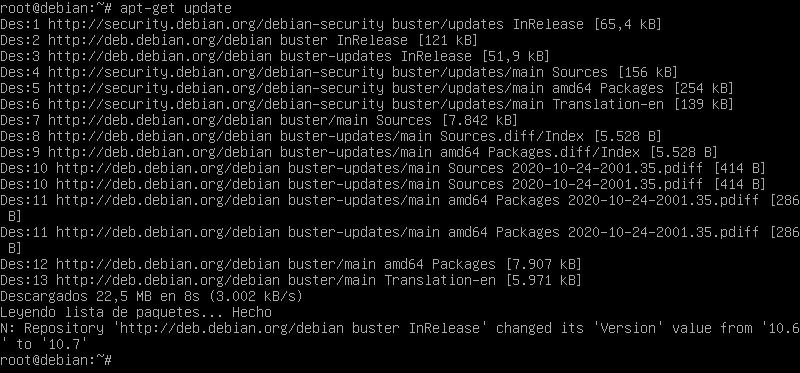 root@debian:~# apt-get update
Des:1 http://security.debian.org/debian-security buster/updates InRelease [65,4 kB]
Des:2 http://deb.debian.org/debian buster InRelease [121 kB]
Des:3 http://deb.debian.org/debian buster-updates InRelease [51,9 kB]
Des:4 http://security.debian.org/debian-security buster/updates/main Sources [156 kB]
Des:5 http://security.debian.org/debian-security buster/updates/main amd64 Packages [254 kB]
Des:6 http://security.debian.org/debian-security buster/updates/main Translation-en [139 kB]
Des:7 http://deb.debian.org/debian buster/main Sources [7.842 kB]
Des:8 http://deb.debian.org/debian buster-updates/main Sources.diff/Index [5.528 B]
Des:9 http://deb.debian.org/debian buster-updates/main amd64 Packages.diff/Index [5.528 B]
Des:10 http://deb.debian.org/debian buster-updates/main Sources 2020-10-24-2001.35.pdiff [414 B]
Des:10 http://deb.debian.org/debian buster-updates/main Sources 2020-10-24-2001.35.pdiff [414 B]
Des:11 http://deb.debian.org/debian buster-updates/main amd64 Packages 2020-10-24-2001.35.pdiff [286
 B]
Des:11 http://deb.debian.org/debian buster-updates/main amd64 Packages 2020-10-24-2001.35.pdiff [286
 B]
Des:12 http://deb.debian.org/debian buster/main amd64 Packages [7.907 kB]
Des:13 http://deb.debian.org/debian buster/main Translation-en [5.971 kB]
Descargados 22,5 MB en 8s (3.002 kB/s)
Leyendo lista de paquetes... Hecho
N: Repository 'http://deb.debian.org/debian buster InRelease' changed its 'Version' value from '10.6
' to '10.7'
root@debian:~#